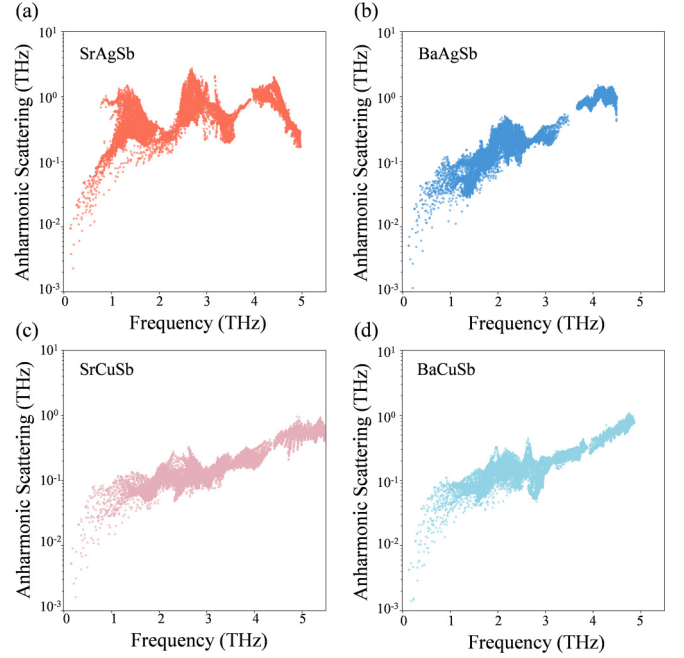 (a)
SrAgSb
Anharmonic Scattering (THz)
10¹
10⁰
10⁻¹
10⁻²
10⁻³
0 1 2 3 4 5
Frequency (THz)
(b)
BaAgSb
Anharmonic Scattering (THz)
10¹
10⁰
10⁻¹
10⁻²
10⁻³
0 1 2 3 4 5
Frequency (THz)
(c)
SrCuSb
Anharmonic Scattering (THz)
10¹
10⁰
10⁻¹
10⁻²
10⁻³
0 1 2 3 4 5
Frequency (THz)
(d)
BaCuSb
Anharmonic Scattering (THz)
10¹
10⁰
10⁻¹
10⁻²
10⁻³
0 1 2 3 4 5
Frequency (THz)